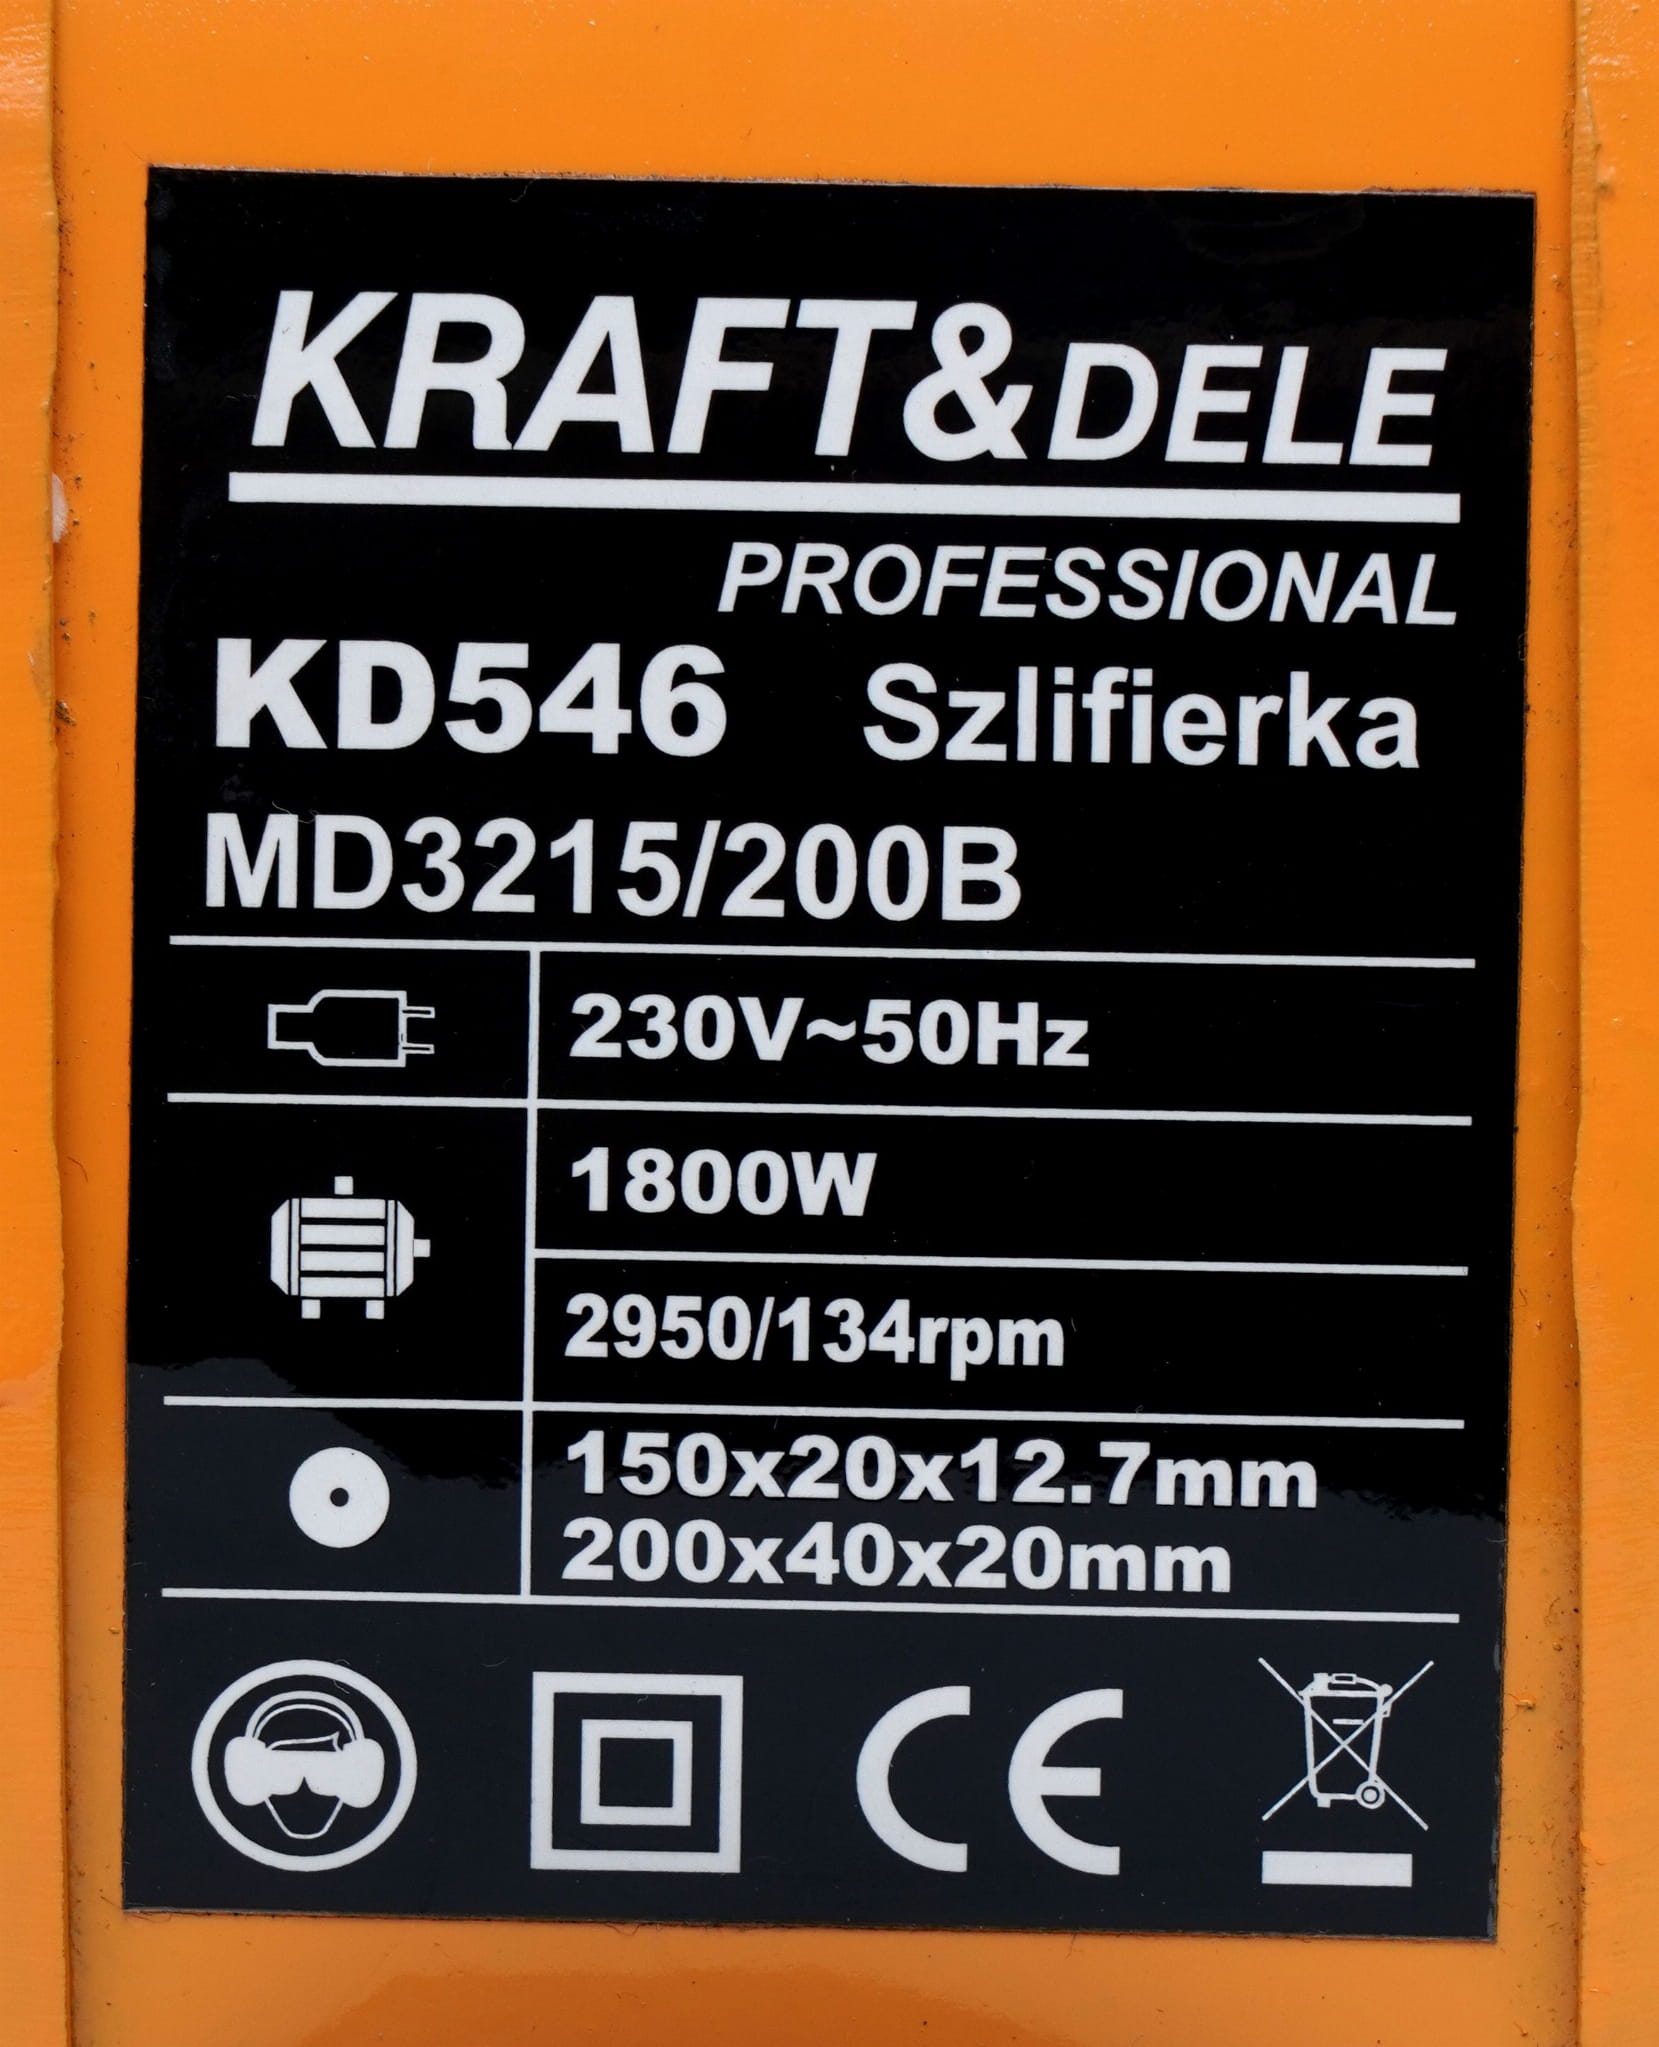 KRAFT&DELE
PROFESSIONAL
KD546 Szlifierka
MD3215/200B
230V~50Hz
1800W
2950/134rpm
150x20x12.7mm
200x40x20mm
CE